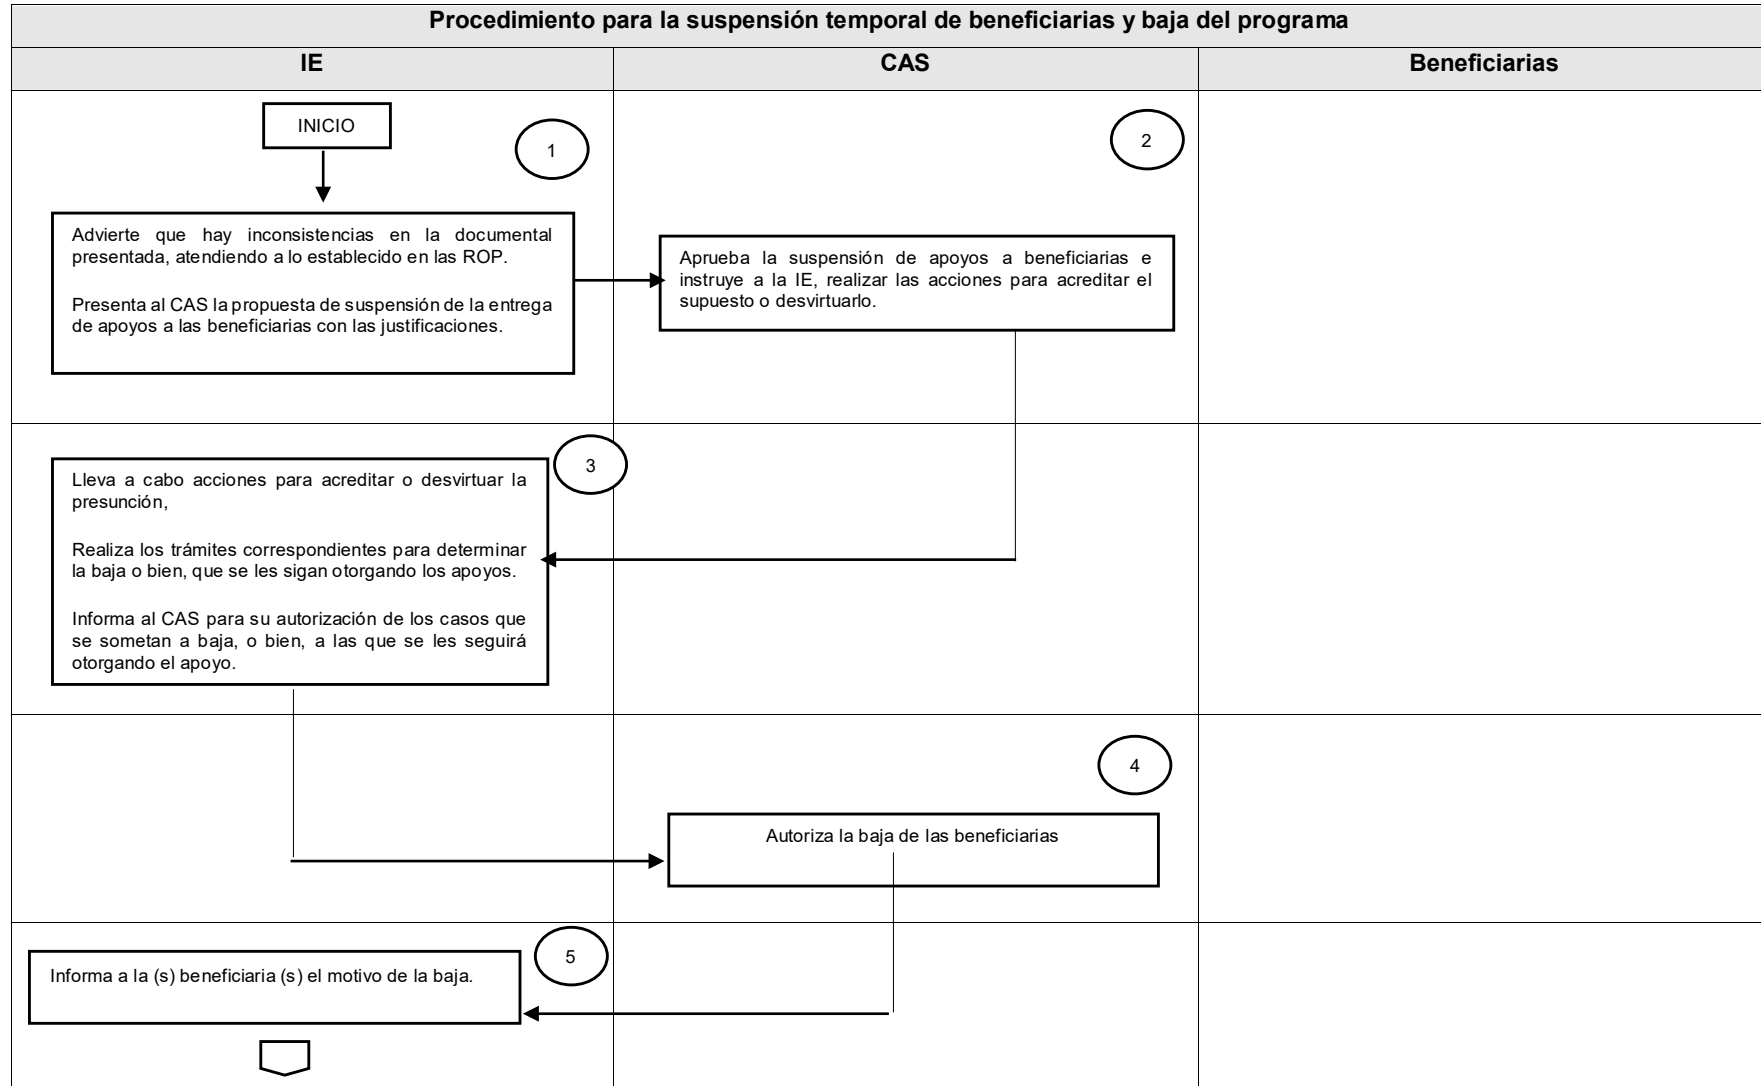 Procedimiento para la suspensión temporal de beneficiarias y baja del programa
IE
CAS
Beneficiarias
INICIO
1
2
Advierte que hay inconsistencias en la documental
presentada, atendiendo a lo establecido en las ROP.
Presenta al CAS la propuesta de suspensión de la entrega
de apoyos a las beneficiarias con las justificaciones.
Aprueba la suspensión de apoyos a beneficiarias e
instruye a la IE, realizar las acciones para acreditar el
supuesto o desvirtuarlo.
3
Lleva a cabo acciones para acreditar o desvirtuar la
presunción,
Realiza los trámites correspondientes para determinar
la baja o bien, que se les sigan otorgando los apoyos.
Informa al CAS para su autorización de los casos que
se sometan a baja, o bien, a las que se les seguirá
otorgando el apoyo.
4
Autoriza la baja de las beneficiarias
5
Informa a la (s) beneficiaria (s) el motivo de la baja.